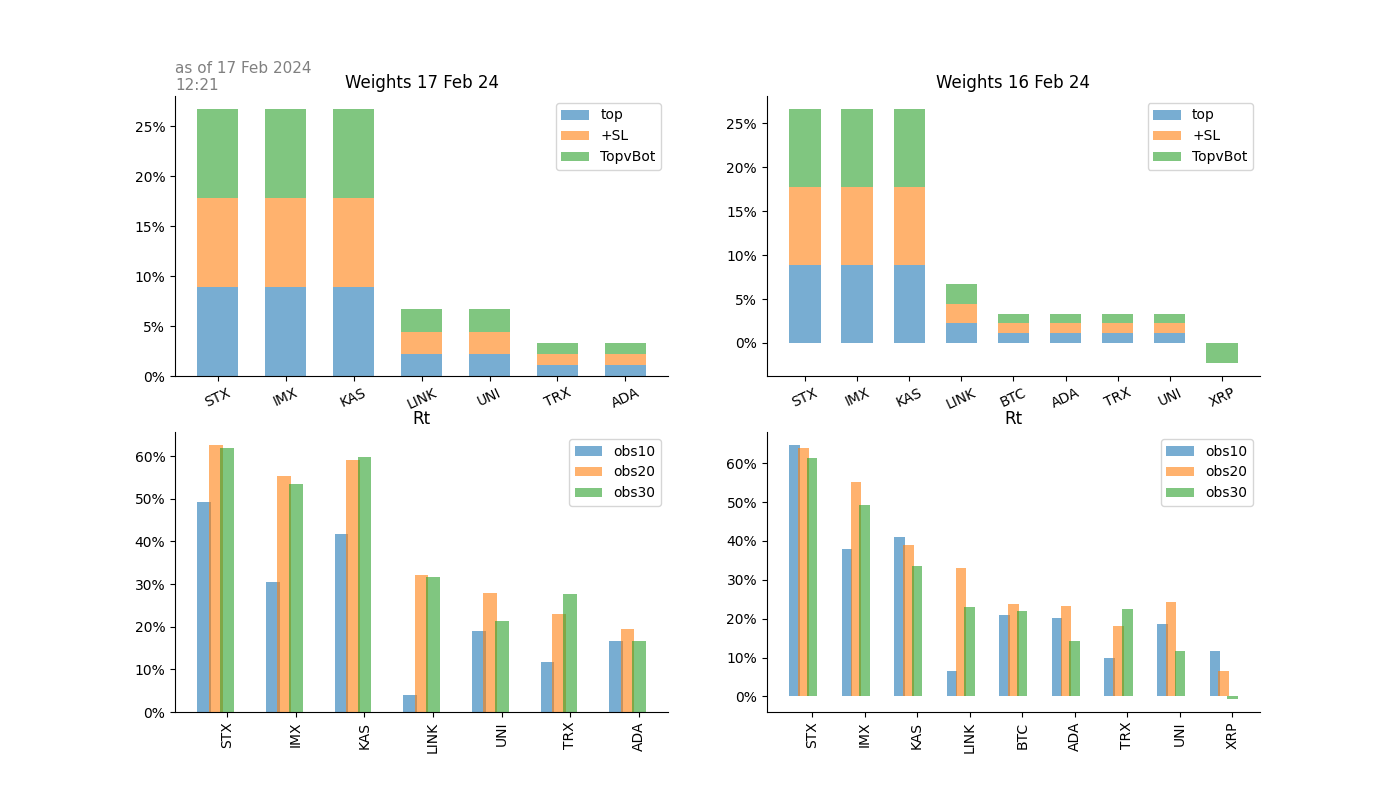 as of 17 Feb 2024
12:21
Weights 17 Feb 24
25%
20%
15%
10%
5%
0%
top
+SL
TopvBot
STX
IMX
KAS
LINK
UNI
TRX
ADA
Weights 16 Feb 24
25%
20%
15%
10%
5%
0%
top
+SL
TopvBot
STX
IMX
KAS
LINK
BTC
ADA
TRX
UNI
XRP
Rt
60%
50%
40%
30%
20%
10%
0%
obs10
obs20
obs30
STX
IMX
KAS
LINK
UNI
TRX
ADA
Rt
60%
50%
40%
30%
20%
10%
0%
obs10
obs20
obs30
STX
IMX
KAS
LINK
BTC
ADA
TRX
UNI
XRP